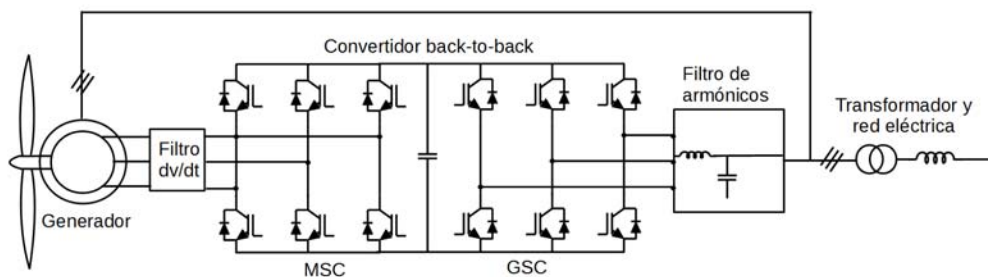 Convertidor back-to-back
Filtro de
armónicos
Transformador y
red eléctrica
Filtro
dv/dt
Generador
MSC
GSC